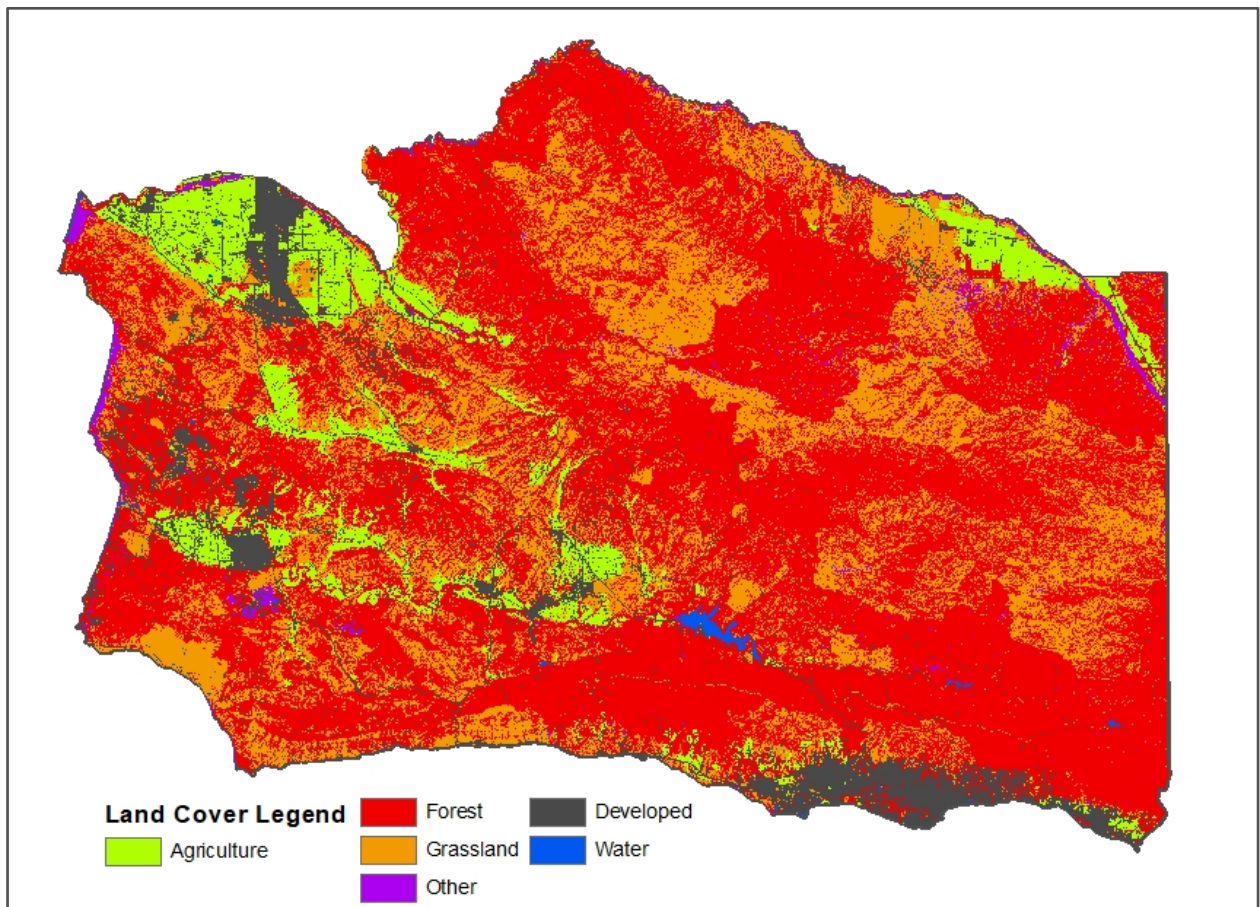 Land Cover Legend
Agriculture
Forest
Grassland
Other
Developed
Water